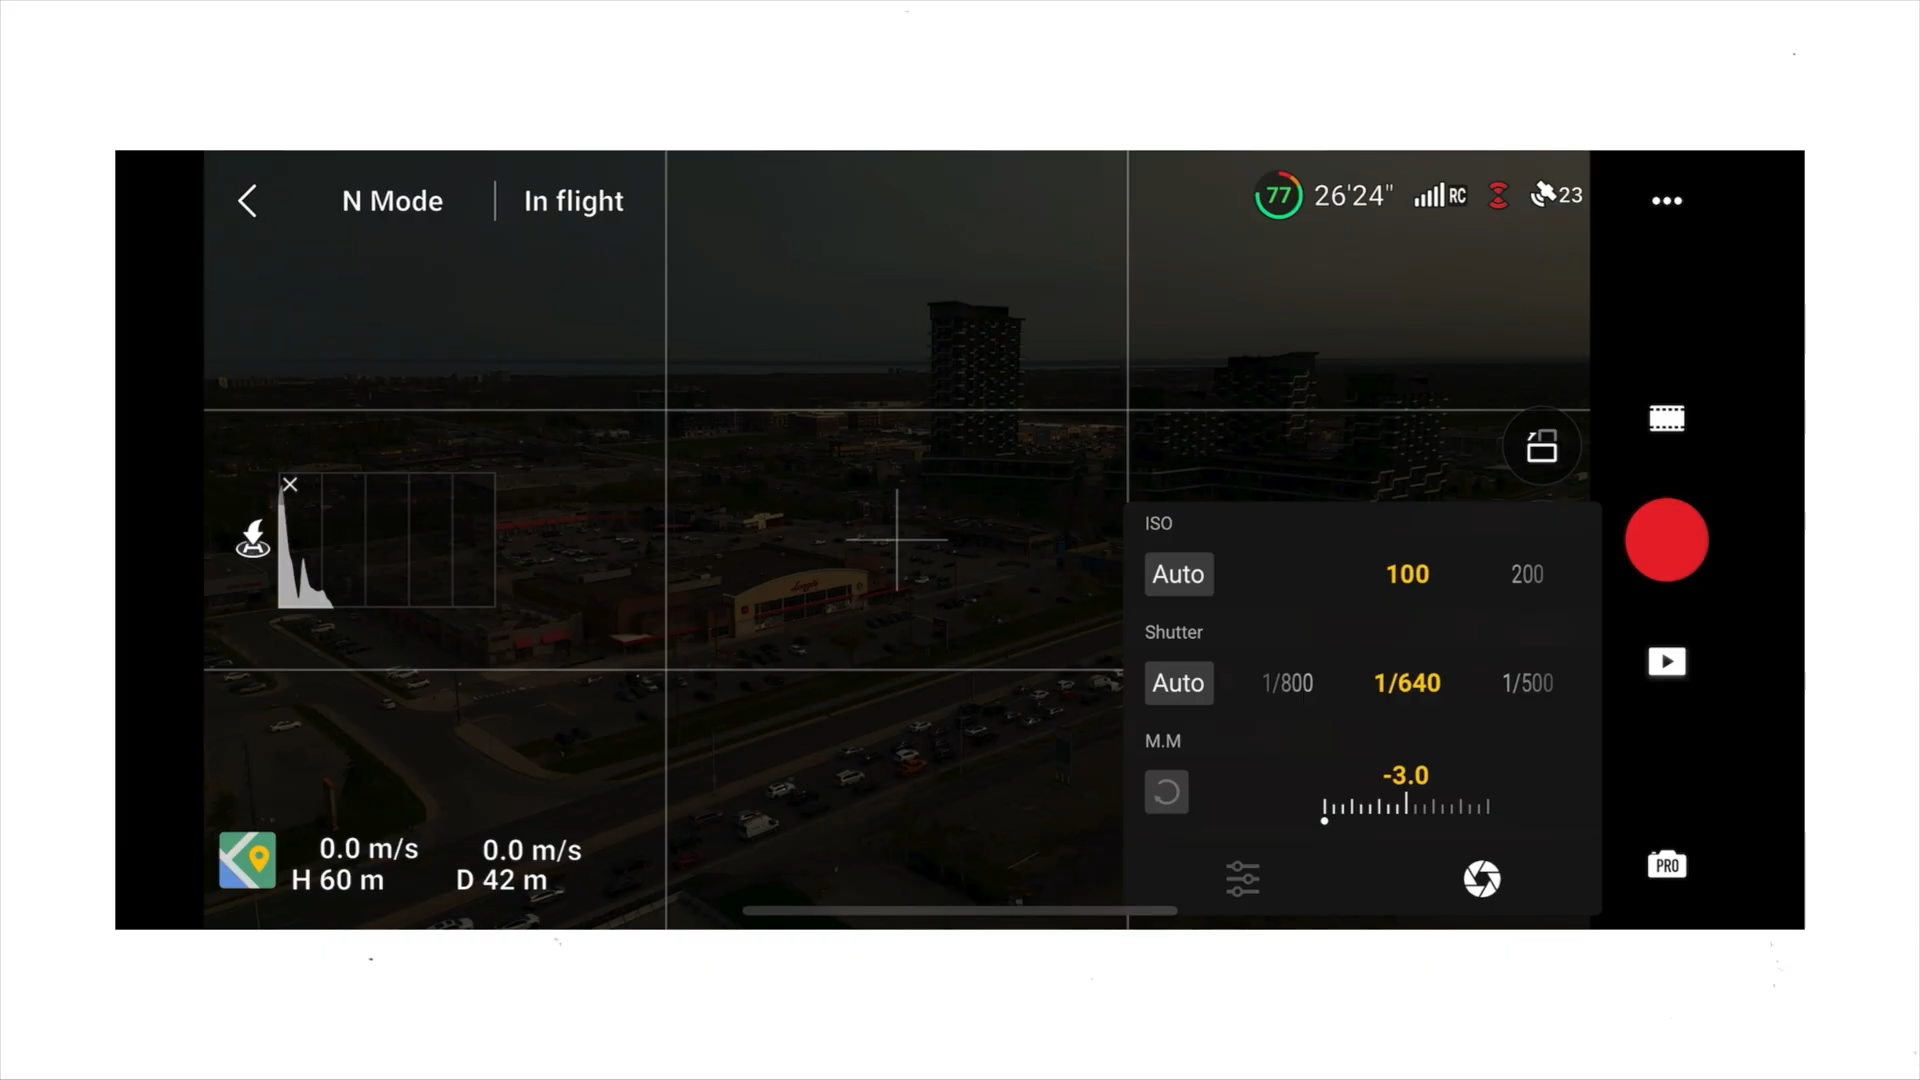 N Mode
In flight
77
26'24"
RC
23
ISO
Auto
100
200
Shutter
Auto
1/800
1/640
1/500
M.M
-3.0
0.0 m/s
0.0 m/s
H 60 m
D 42 m
PRO